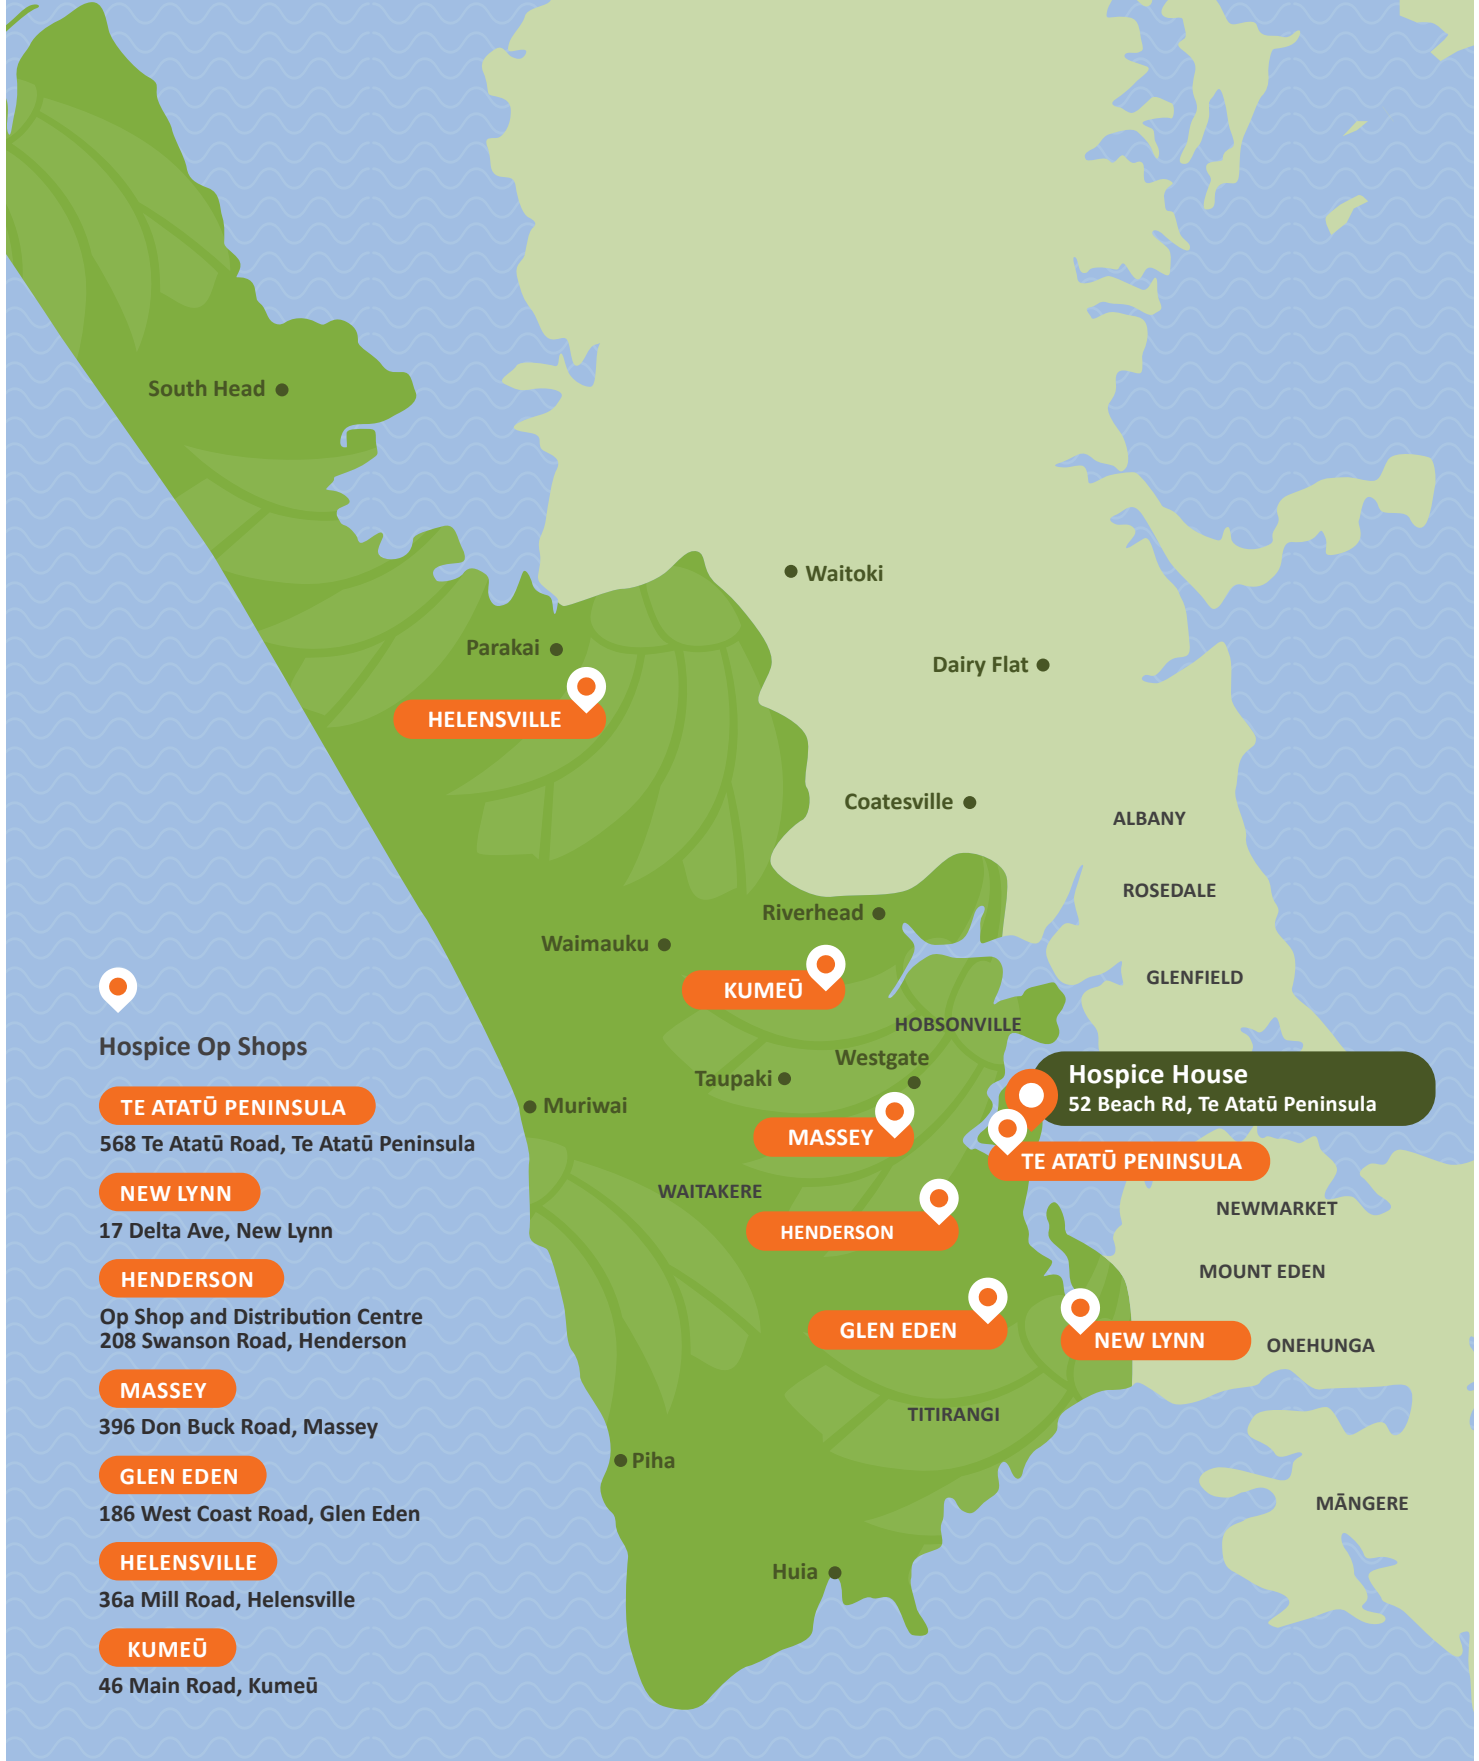 South Head
Waitoki
Parakai
Dairy Flat
HELENSVILLE
Coatesville
ALBANY
ROSEDALE
Riverhead
Waimauku
GLENFIELD
KUMEŪ
HOBSONVILLE
Westgate
Taupaki
Muriwai
Hospice House
52 Beach Rd, Te Atatū Peninsula
MASSEY
TE ATATŪ PENINSULA
WAITAKERE
NEWMARKET
HENDERSON
MOUNT EDEN
GLEN EDEN
NEW LYNN
ONEHUNGA
TITIRANGI
Piha
MĀNGERE
Huia
Hospice Op Shops
TE ATATŪ PENINSULA
568 Te Atatū Road, Te Atatū Peninsula
NEW LYNN
17 Delta Ave, New Lynn
HENDERSON
Op Shop and Distribution Centre
208 Swanson Road, Henderson
MASSEY
396 Don Buck Road, Massey
GLEN EDEN
186 West Coast Road, Glen Eden
HELENSVILLE
36a Mill Road, Helensville
KUMEŪ
46 Main Road, Kumeū